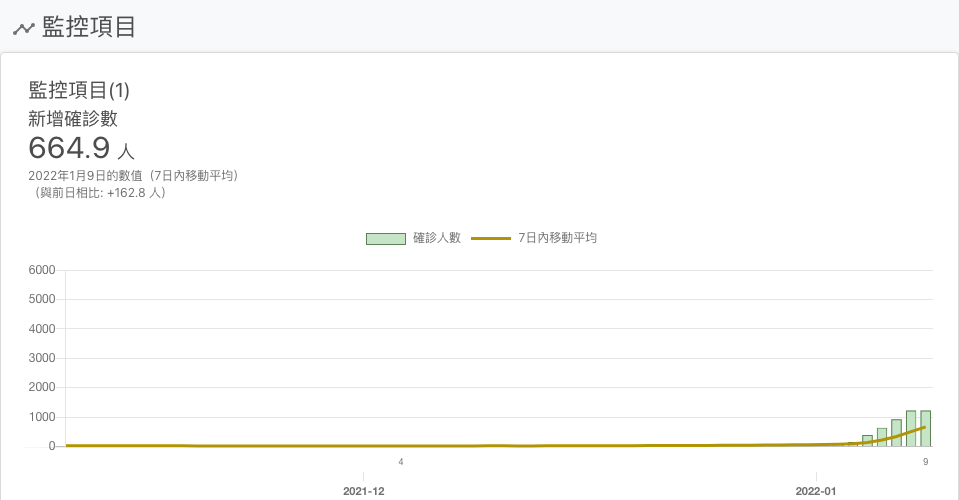 監控項目
監控項目(1)
新增確診數
664.9 人
2022年1月9日的數值（7日內移動平均）
（與前日相比: +162.8 人）
確診人數 7日內移動平均
6000
5000
4000
3000
2000
1000
0
4 9
2021-12 2022-01